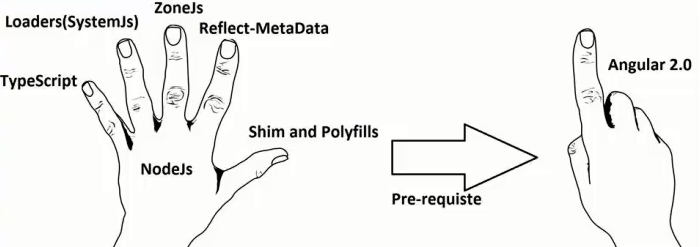 ZoneJs
Loaders(SystemJs)
Reflect-MetaData
TypeScript
Angular 2.0
Shim and Polyfills
NodeJs
Pre-requiste